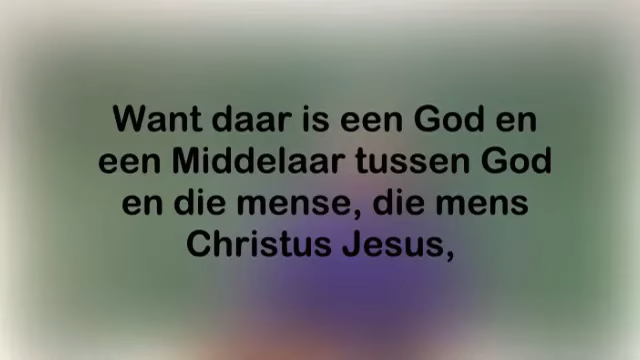 Want daar is een God en
een Middelaar tussen God
en die mense, die mens
Christus Jesus,